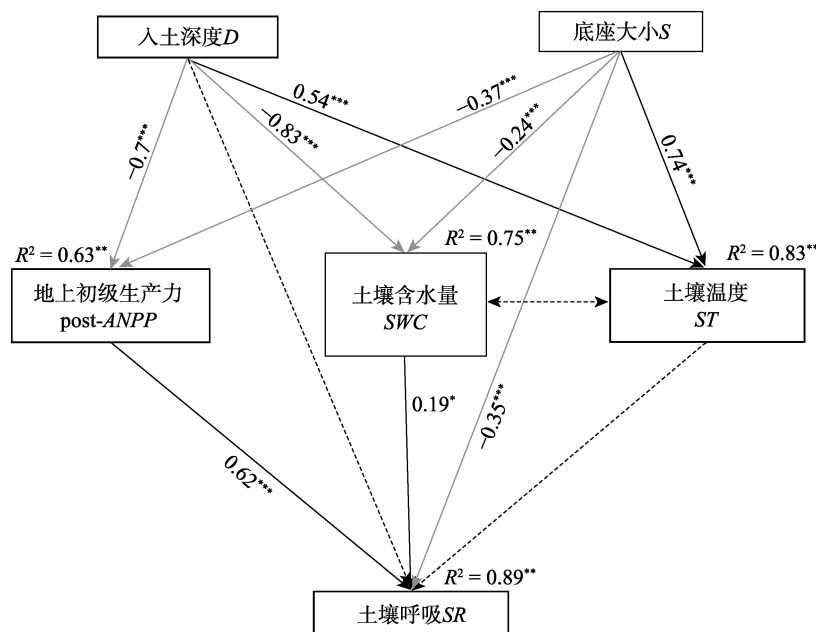 入土深度D
底座大小S
−0.7***
−0.83***
0.54***
−0.37***
−0.24***
0.74***
R² = 0.63**
R² = 0.75**
R² = 0.83**
地上初级生产力
post-ANPP
土壤含水量
SWC
土壤温度
ST
0.62***
0.19*
−0.35***
R² = 0.89**
土壤呼吸SR